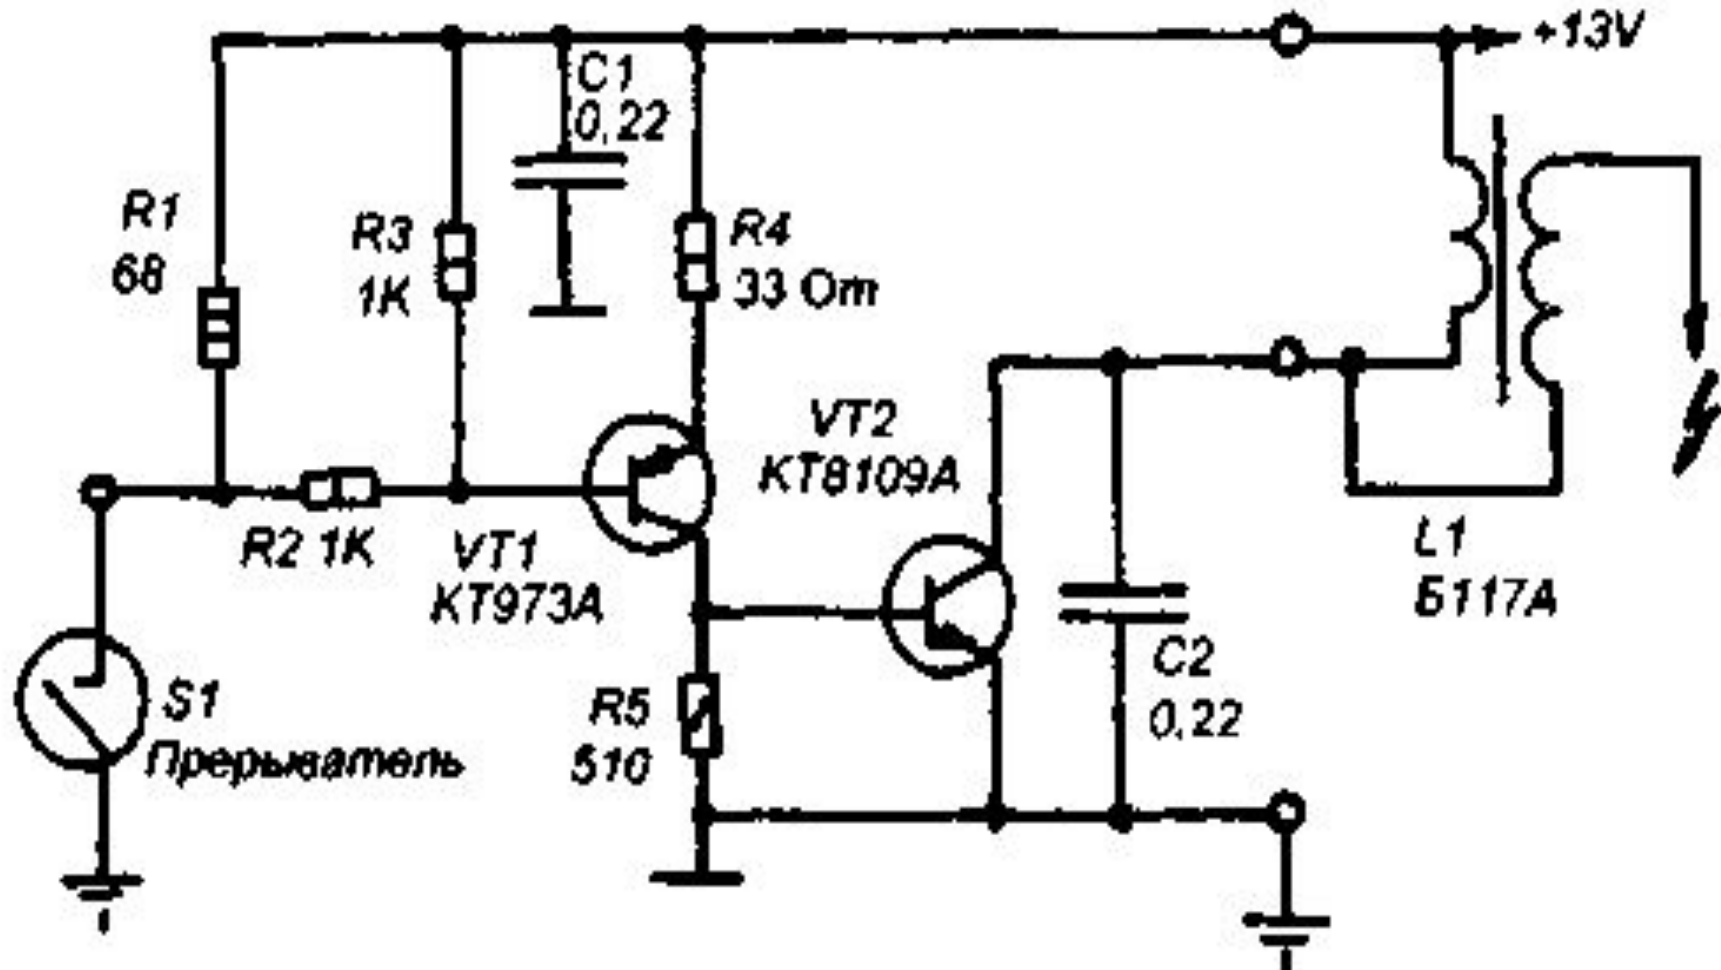 +13V
C1
0,22
R1
68
R3
1K
R4
33 Om
VT2
KT8109A
R2 1K
VT1
KT973A
L1
Б117А
S1
Прерыватель
R5
510
C2
0,22